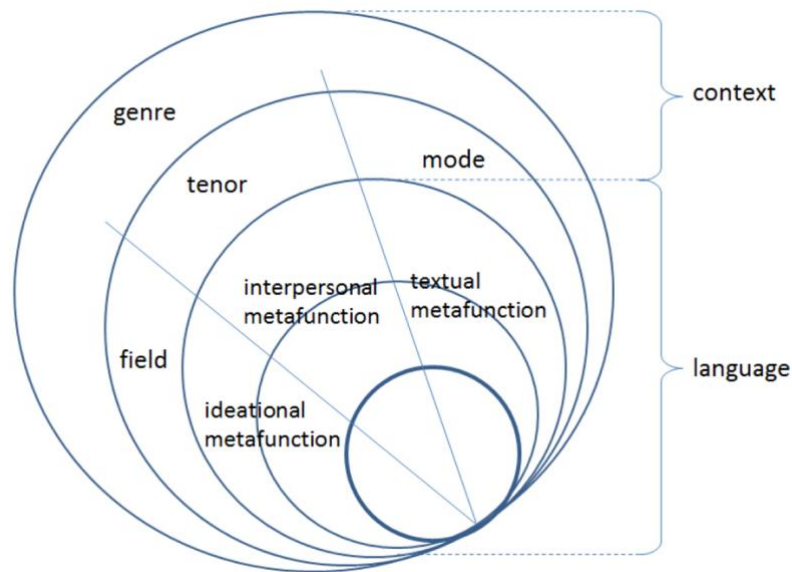 genre
context
tenor
mode
interpersonal
metafunction
textual
metafunction
field
language
ideational
metafunction